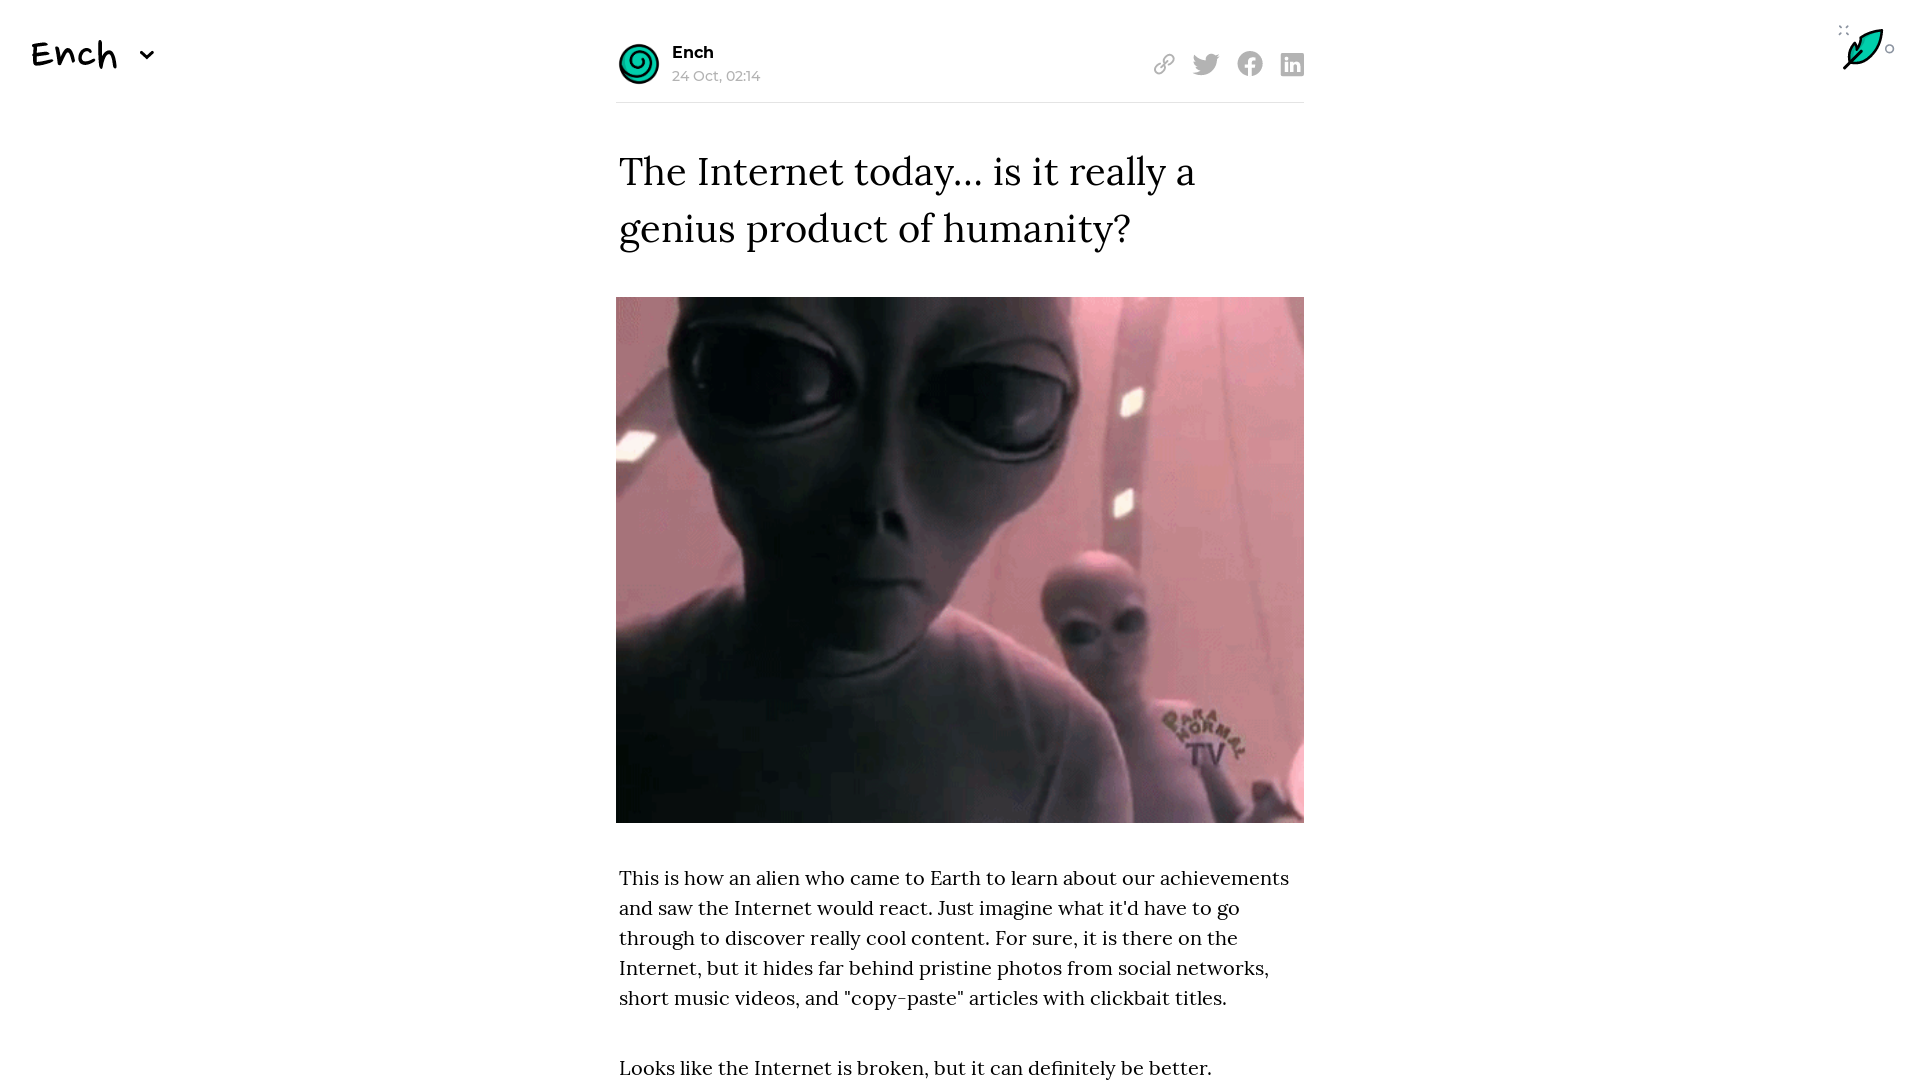 Ench
Ench
24 Oct, 02:14
The Internet today... is it really a
genius product of humanity?
PARA
NORMAL
TV
This is how an alien who came to Earth to learn about our achievements
and saw the Internet would react. Just imagine what it'd have to go
through to discover really cool content. For sure, it is there on the
Internet, but it hides far behind pristine photos from social networks,
short music videos, and "copy-paste" articles with clickbait titles.
Looks like the Internet is broken, but it can definitely be better.